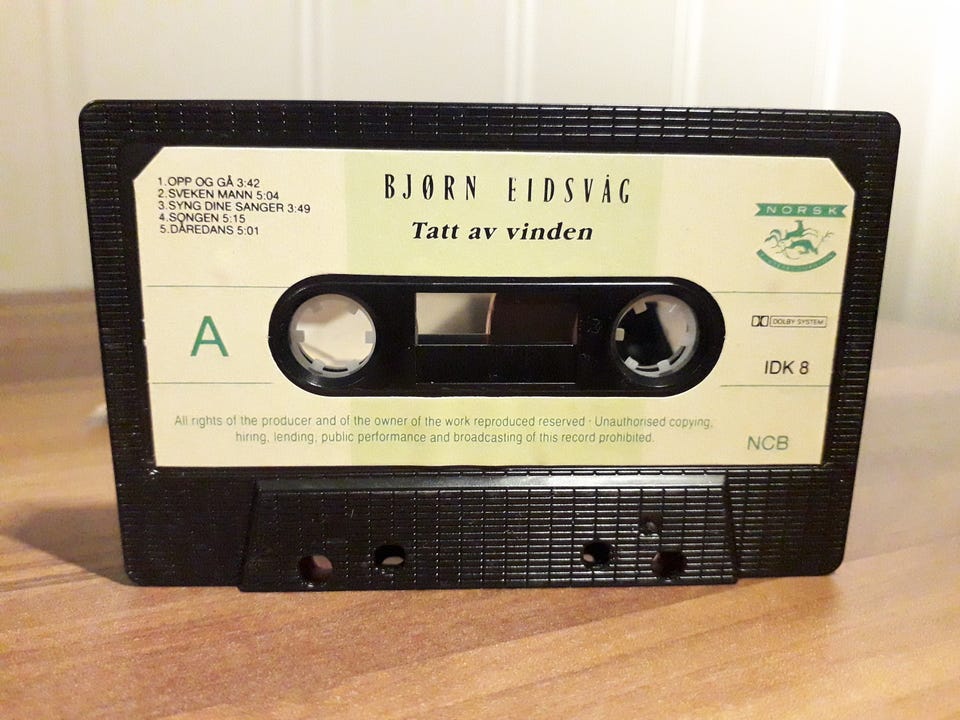 1.OPP OG GÅ 3:42
2.SVEKEN MANN 5:04
3.SYNG DINE SANGER 3:49
4.SONGEN 5:15
5.DÅREDANS 5:01
BJØRN EIDSVÅG
Tatt av vinden
NORSK
A
DOLBY SYSTEM
IDK 8
All rights of the producer and of the owner of the work reproduced reserved · Unauthorised copying,
hiring, lending, public performance and broadcasting of this record prohibited.
NCB